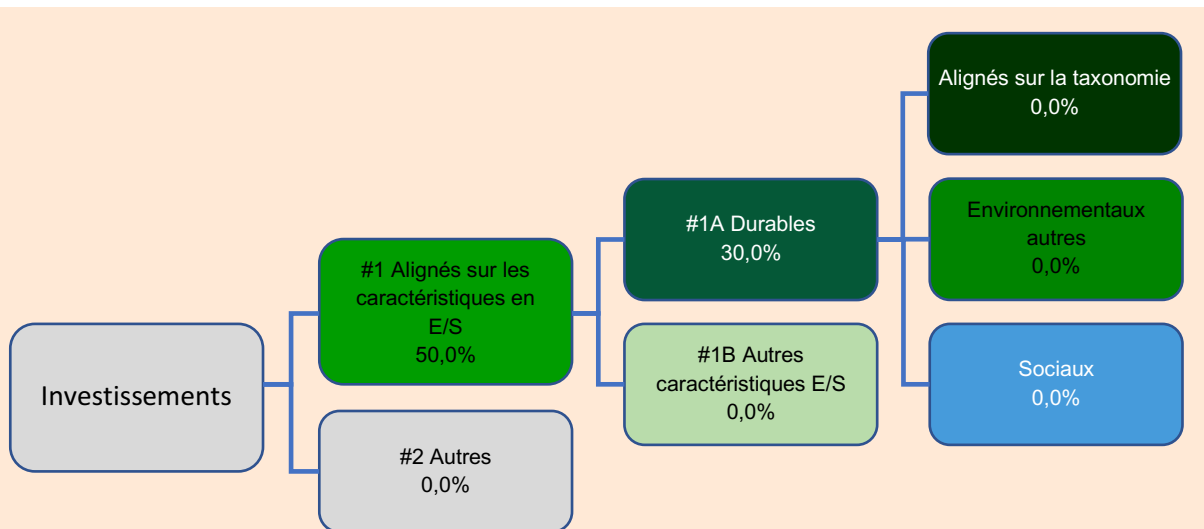 Investissements
#1 Alignés sur les
caractéristiques en
E/S
50,0%
#2 Autres
0,0%
#1A Durables
30,0%
#1B Autres
caractéristiques E/S
0,0%
Alignés sur la taxonomie
0,0%
Environnementaux
autres
0,0%
Sociaux
0,0%